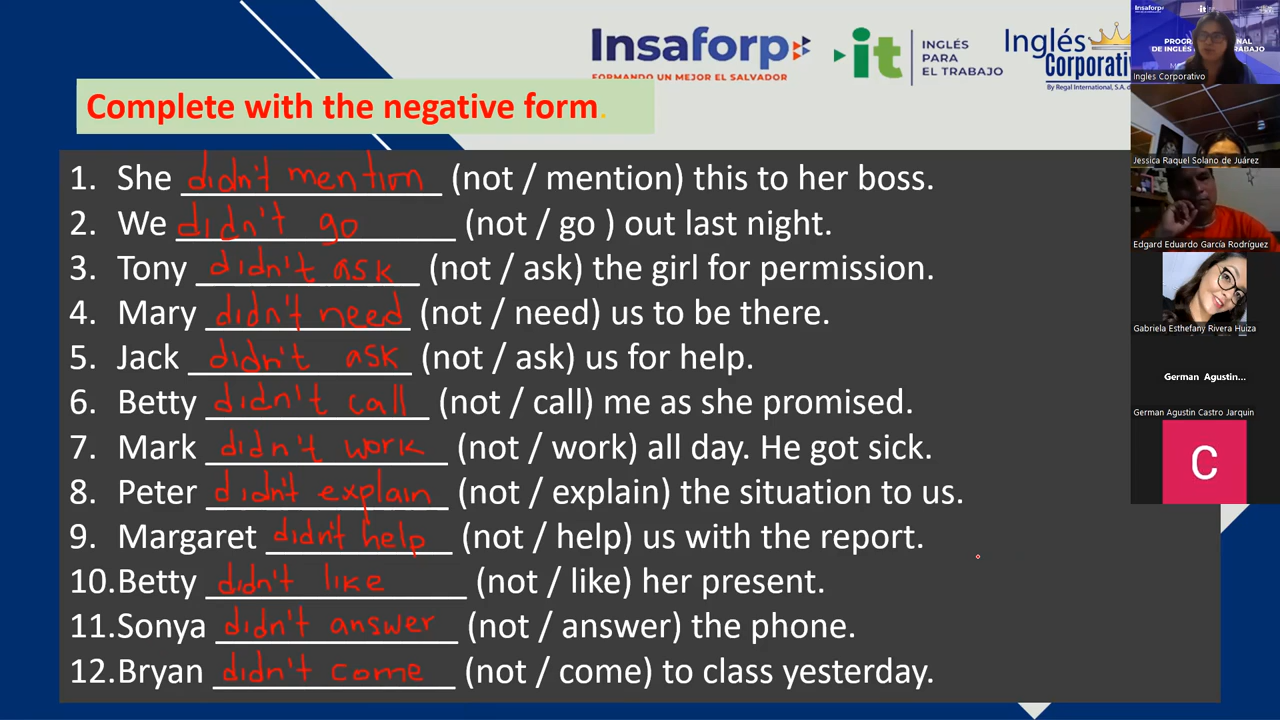 Insaforp
FORMANDO UN MEJOR EL SALVADOR
it
INGLÉS
PARA
EL TRABAJO
Inglés
Corporativo
By Regal International, S.A. d
Complete with the negative form.
1. She didn't mention (not / mention) this to her boss.
2. We didn't go (not / go ) out last night.
3. Tony didn't ask (not / ask) the girl for permission.
4. Mary didn't need (not / need) us to be there.
5. Jack didn't ask (not / ask) us for help.
6. Betty didn't call (not / call) me as she promised.
7. Mark didn't work (not / work) all day. He got sick.
8. Peter didn't explain (not / explain) the situation to us.
9. Margaret didn't help (not / help) us with the report.
10.Betty didn't like (not / like) her present.
11.Sonya didn't answer (not / answer) the phone.
12.Bryan didn't come (not / come) to class yesterday.
Insaforp
it
Ingles Corporativo
Jessica Raquel Solano de Juárez
Edgard Eduardo García Rodríguez
Gabriela Esthefany Rivera Huiza
German Agustin...
German Agustin Castro Jarquin
C